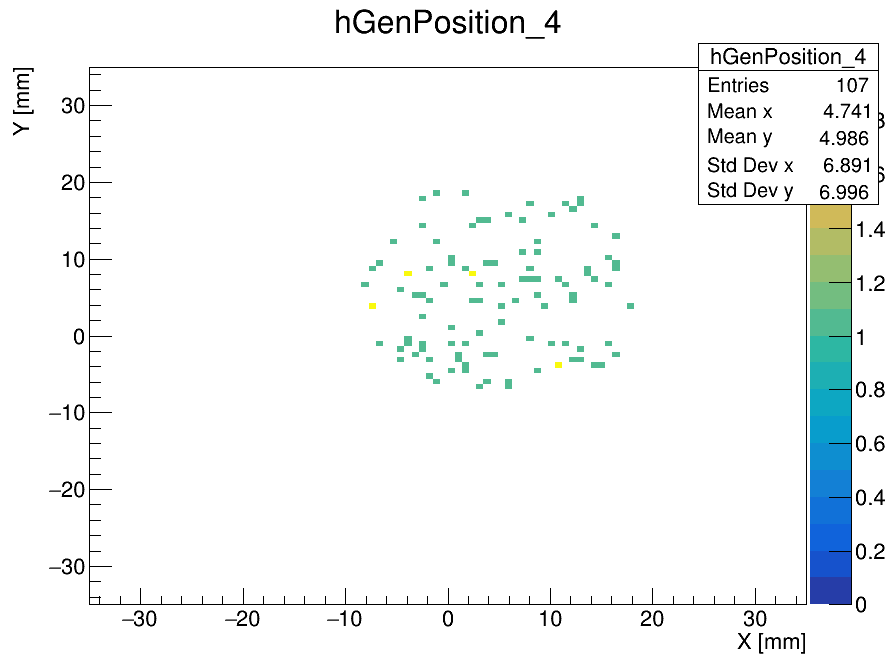 hGenPosition_4
hGenPosition_4
Entries 107
Mean x 4.741
Mean y 4.986
Std Dev x 6.891
Std Dev y 6.996
Y [mm]
30
20
10
0
−10
−20
−30
−30 −20 −10 0 10 20 30
X [mm]
1.4
1.2
1
0.8
0.6
0.4
0.2
0